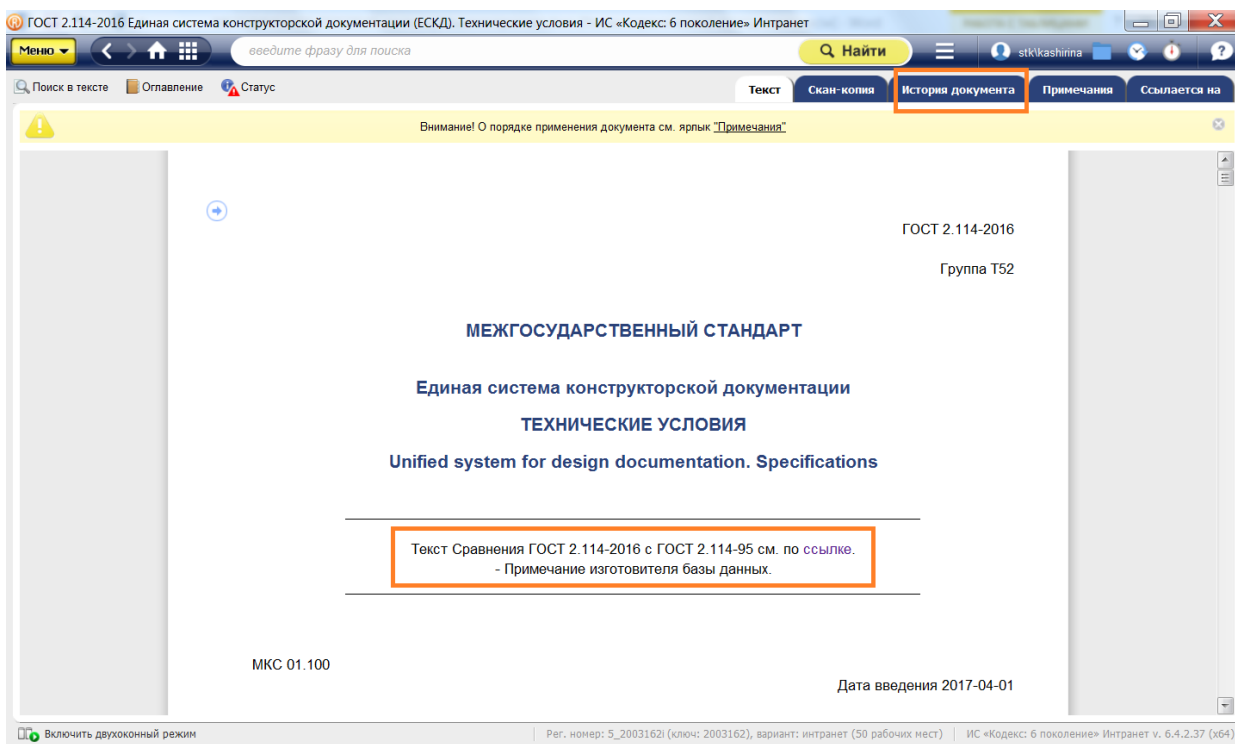 ГОСТ 2.114-2016 Единая система конструкторской документации (ЕСКД). Технические условия - ИС «Кодекс: 6 поколение» Интранет
Меню
введите фразу для поиска
Найти
stk\kashirina
?
Поиск в тексте Оглавление Статус
Текст Скан-копия История документа Примечания Ссылается на
Внимание! О порядке применения документа см. ярлык "Примечания"
ГОСТ 2.114-2016
Группа Т52
МЕЖГОСУДАРСТВЕННЫЙ СТАНДАРТ
Единая система конструкторской документации
ТЕХНИЧЕСКИЕ УСЛОВИЯ
Unified system for design documentation. Specifications
Текст Сравнения ГОСТ 2.114-2016 с ГОСТ 2.114-95 см. по ссылке.
- Примечание изготовителя базы данных.
МКС 01.100
Дата введения 2017-04-01
Включить двухоконный режим
Рег. номер: 5_2003162i (ключ: 2003162), вариант: интранет (50 рабочих мест) ИС «Кодекс: 6 поколение» Интранет v. 6.4.2.37 (x64)